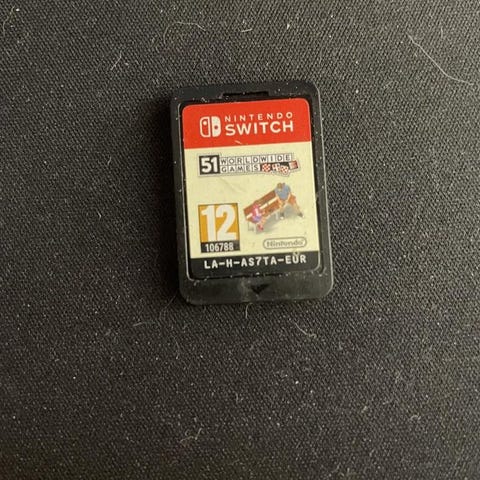 NINTENDO
SWITCH
51 WORLDWIDE
GAMES
12
106788
Nintendo
LA-H-AS7TA-EUR